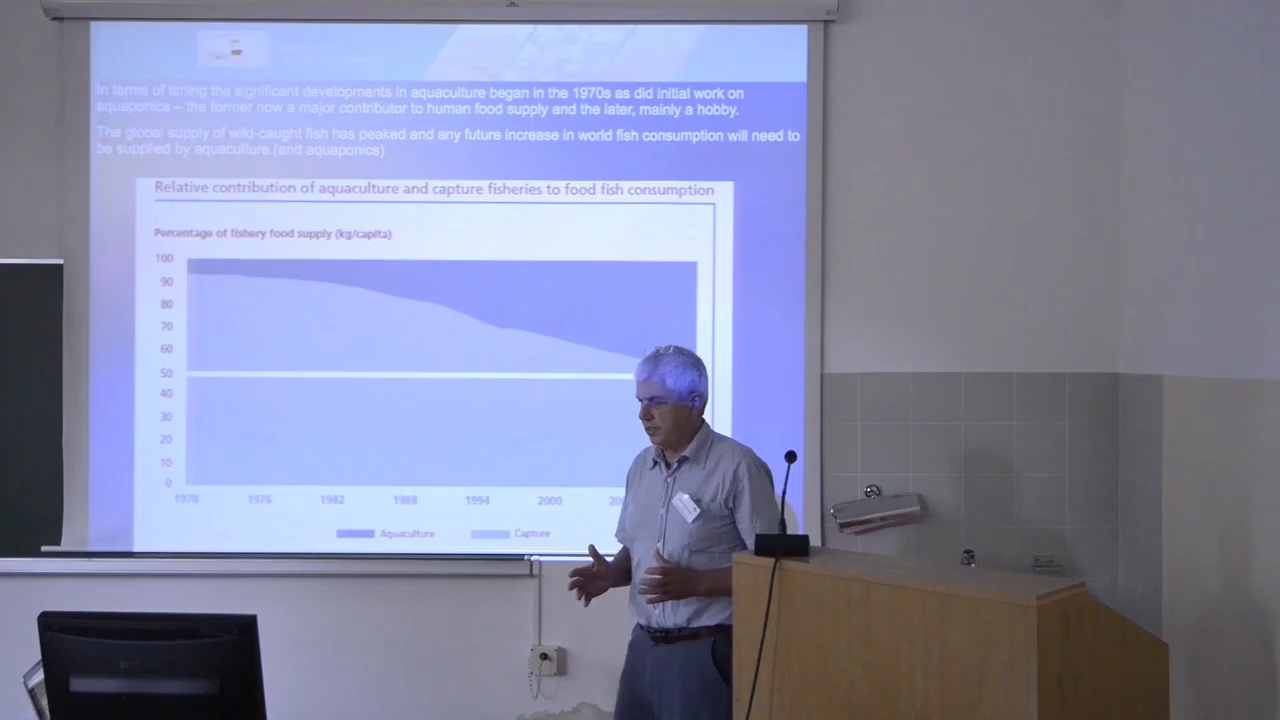 In terms of timing the significant developments in aquaculture began in the 1970s as did initial work on
aquaponics – the former now a major contributor to human food supply and the later, mainly a hobby.
The global supply of wild-caught fish has peaked and any future increase in world fish consumption will need to
be supplied by aquaculture.(and aquaponics)
Relative contribution of aquaculture and capture fisheries to food fish consumption
Percentage of fishery food supply (kg/capita)
100
90
80
70
60
50
40
30
20
10
0
1970 1976 1982 1988 1994 2000
Aquaculture Capture